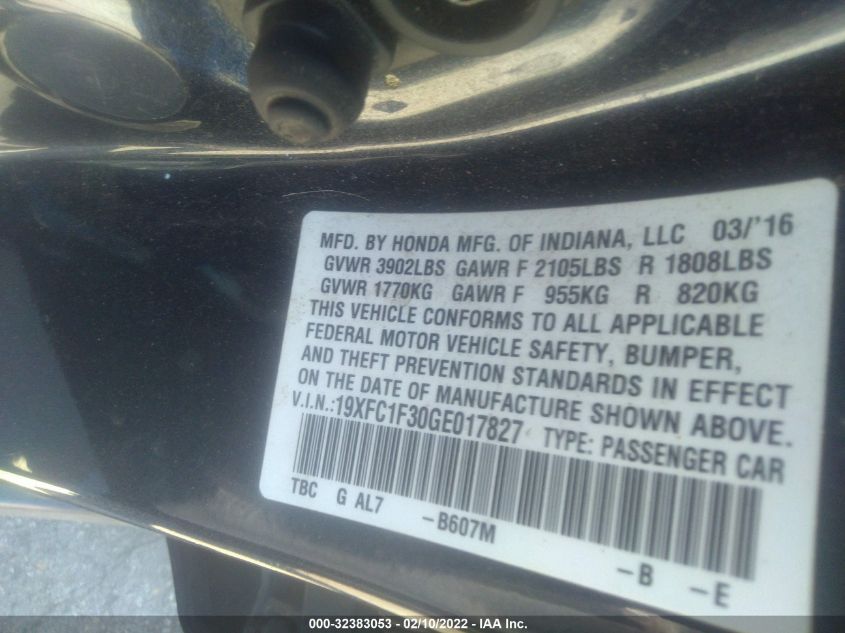 MFD. BY HONDA MFG. OF INDIANA, LLC 03/'16
GVWR 3902LBS GAWR F 2105LBS R 1808LBS
GVWR 1770KG GAWR F 955KG R 820KG
THIS VEHICLE CONFORMS TO ALL APPLICABLE
FEDERAL MOTOR VEHICLE SAFETY, BUMPER,
AND THEFT PREVENTION STANDARDS IN EFFECT
ON THE DATE OF MANUFACTURE SHOWN ABOVE.
V.I.N.:19XFC1F30GE017827 TYPE: PASSENGER CAR
TBC G AL7 -B607M -B -E
000-32383053 - 02/10/2022 - IAA Inc.